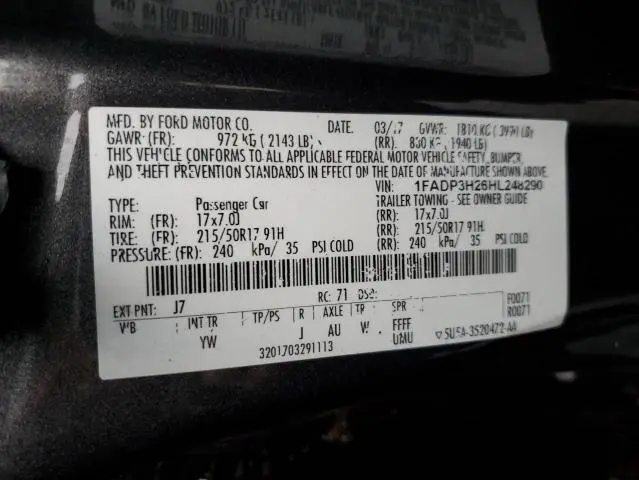 MFD. BY FORD MOTOR CO. DATE: 03/17 GVWR: 1810 KG
GAWR: (FR): 972 KG ( 2143 LB) (RR): LB)
THIS VEHICLE CONFORMS TO ALL APPLICABLE FEDERAL MOTOR VEHICLE SAFETY, BUMPER,
AND THEFT PREVENTION STANDARDS IN EFFECT ON THE DATE OF MANUFACTURE SHOWN ABOVE.
VIN: 1FADP3H26HL248290
TYPE: Passenger Car TRAILER TOWING - SEE OWNER GUIDE
RIM: (FR): 17x7.0J (RR): 17x7.0J
TIRE: (FR): 215/50R17 91H (RR): 215/50R17 91H
PRESSURE: (FR): 240 kPa/ 35 PSI COLD (RR): 240 kPa/ 35 PSI COLD
EXT PNT: J7 RC: 71 DSO: F0071
R0071
WB INT TR TP/PS R AXLE TR SPR
YW J AU W FFFF
UMU
3201703291113